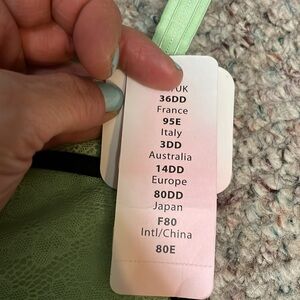 /UK
36DD
France
95E
Italy
3DD
Australia
14DD
Europe
80DD
Japan
F80
Intl/China
80E